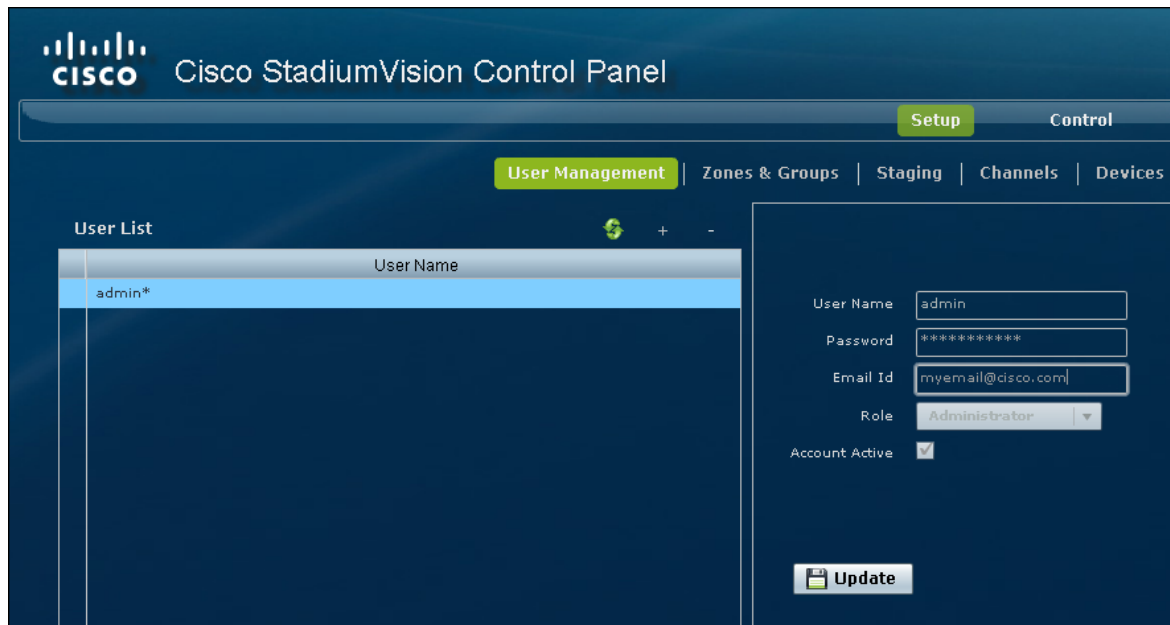 CISCO
Cisco StadiumVision Control Panel
Setup Control
User Management | Zones & Groups | Staging | Channels | Devices
User List + -
User Name
admin*
User Name admin
Password ***********
Email Id myemail@cisco.com
Role Administrator
Account Active
Update